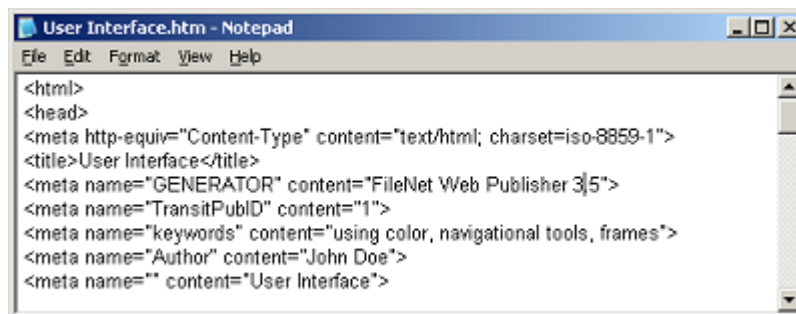 User Interface.htm - Notepad
File Edit Format View Help
<html>
<head>
<meta http-equiv="Content-Type" content="text/html; charset=iso-8859-1">
<title>User Interface</title>
<meta name="GENERATOR" content="FileNet Web Publisher 3.5">
<meta name="TransitPubID" content="1">
<meta name="keywords" content="using color, navigational tools, frames">
<meta name="Author" content="John Doe">
<meta name="" content="User Interface">